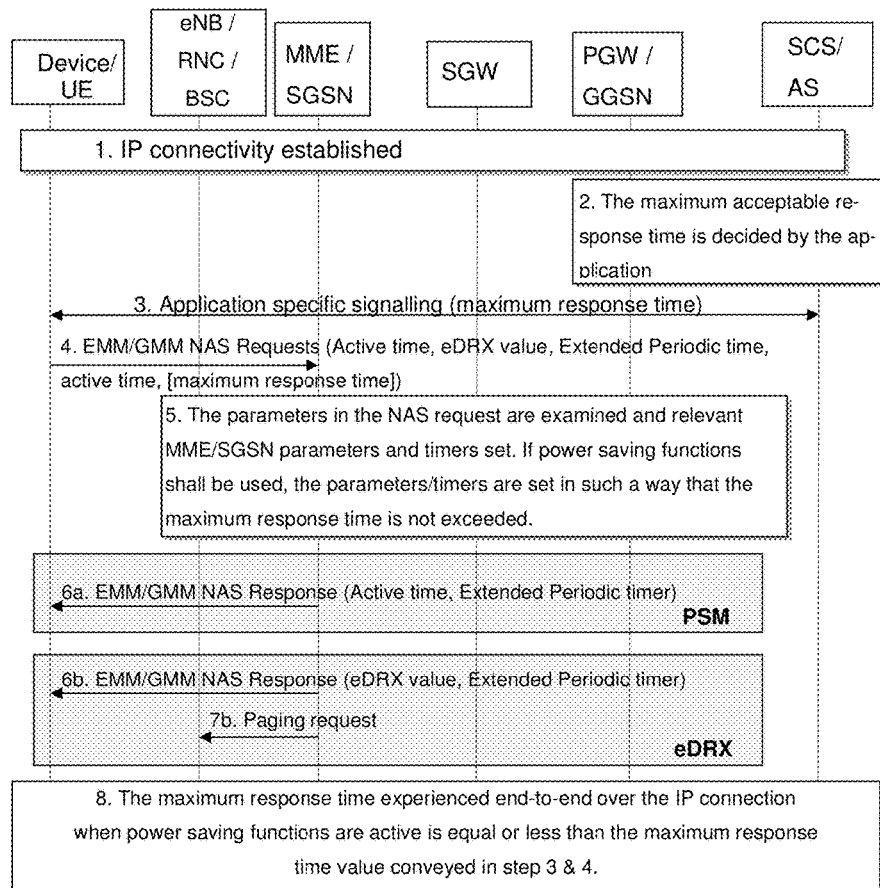 Device/
UE
eNB /
RNC /
BSC
MME /
SGSN
SGW
PGW /
GGSN
SCS/
AS
1. IP connectivity established
2. The maximum acceptable re-
sponse time is decided by the ap-
plication
3. Application specific signalling (maximum response time)
4. EMM/GMM NAS Requests (Active time, eDRX value, Extended Periodic time,
active time, [maximum response time])
5. The parameters in the NAS request are examined and relevant
MME/SGSN parameters and timers set. If power saving functions
shall be used, the parameters/timers are set in such a way that the
maximum response time is not exceeded.
6a. EMM/GMM NAS Response (Active time, Extended Periodic timer)
PSM
6b. EMM/GMM NAS Response (eDRX value, Extended Periodic timer)
7b. Paging request
eDRX
8. The maximum response time experienced end-to-end over the IP connection
when power saving functions are active is equal or less than the maximum response
time value conveyed in step 3 & 4.